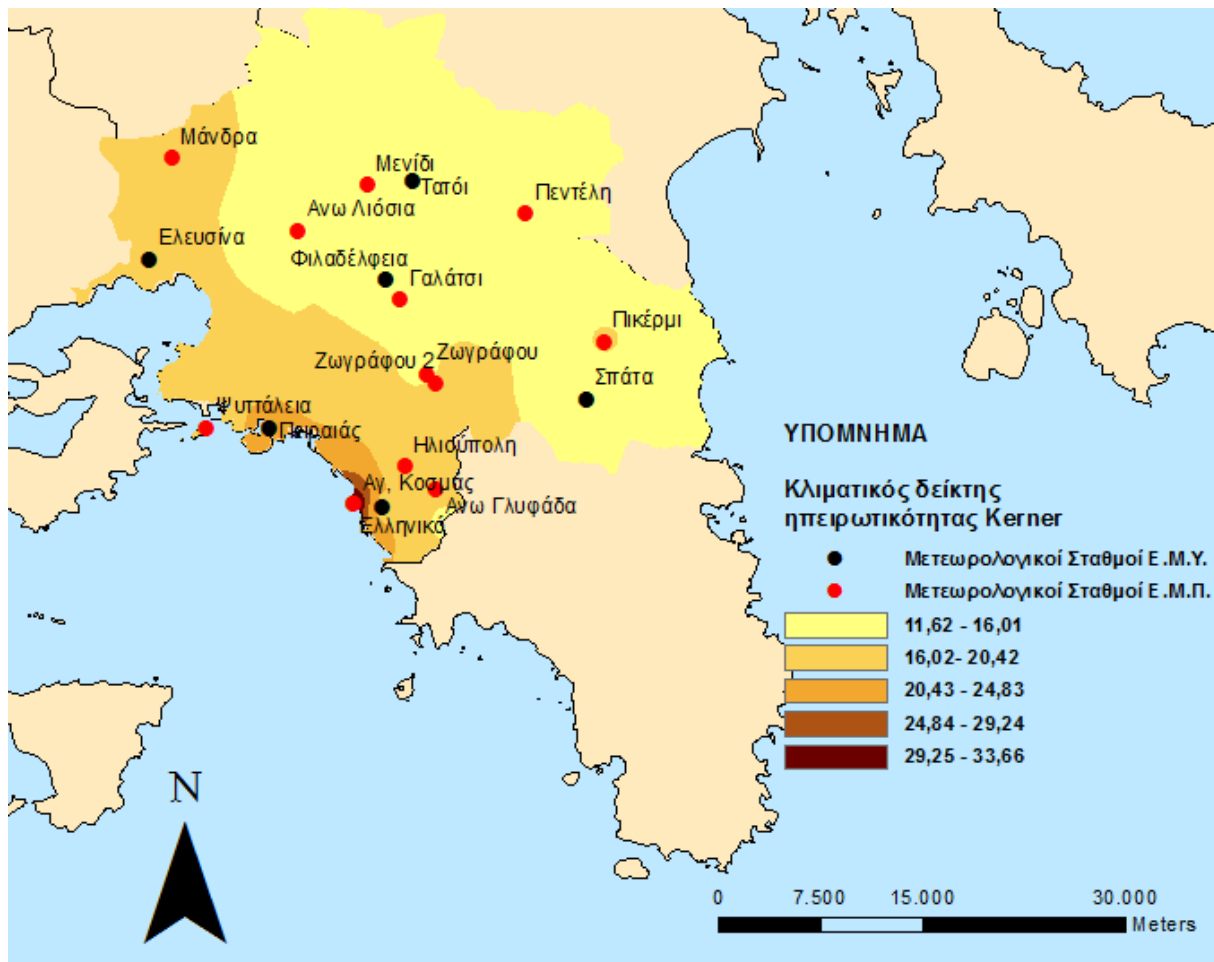 Μάνδρα
Μενίδι
Τατόι
Πεντέλη
Ανω Λιόσια
Ελευσίνα
Φιλαδέλφεια
Γαλάτσι
Πικέρμι
Ζωγράφου 2
Ζωγράφου
Σπάτα
Ψυττάλεια
Πειραιάς
Ηλιούπολη
Αγ. Κοσμάς
Ανω Γλυφάδα
Ελληνικό
ΥΠΟΜΝΗΜΑ
Κλιματικός δείκτης
ηπειρωτικότητας Kerner
Μετεωρολογικοί Σταθμοί Ε.Μ.Υ.
Μετεωρολογικοί Σταθμοί Ε.Μ.Π.
11,62 - 16,01
16,02- 20,42
20,43 - 24,83
24,84 - 29,24
29,25 - 33,66
N
0 7.500 15.000 30.000
Meters